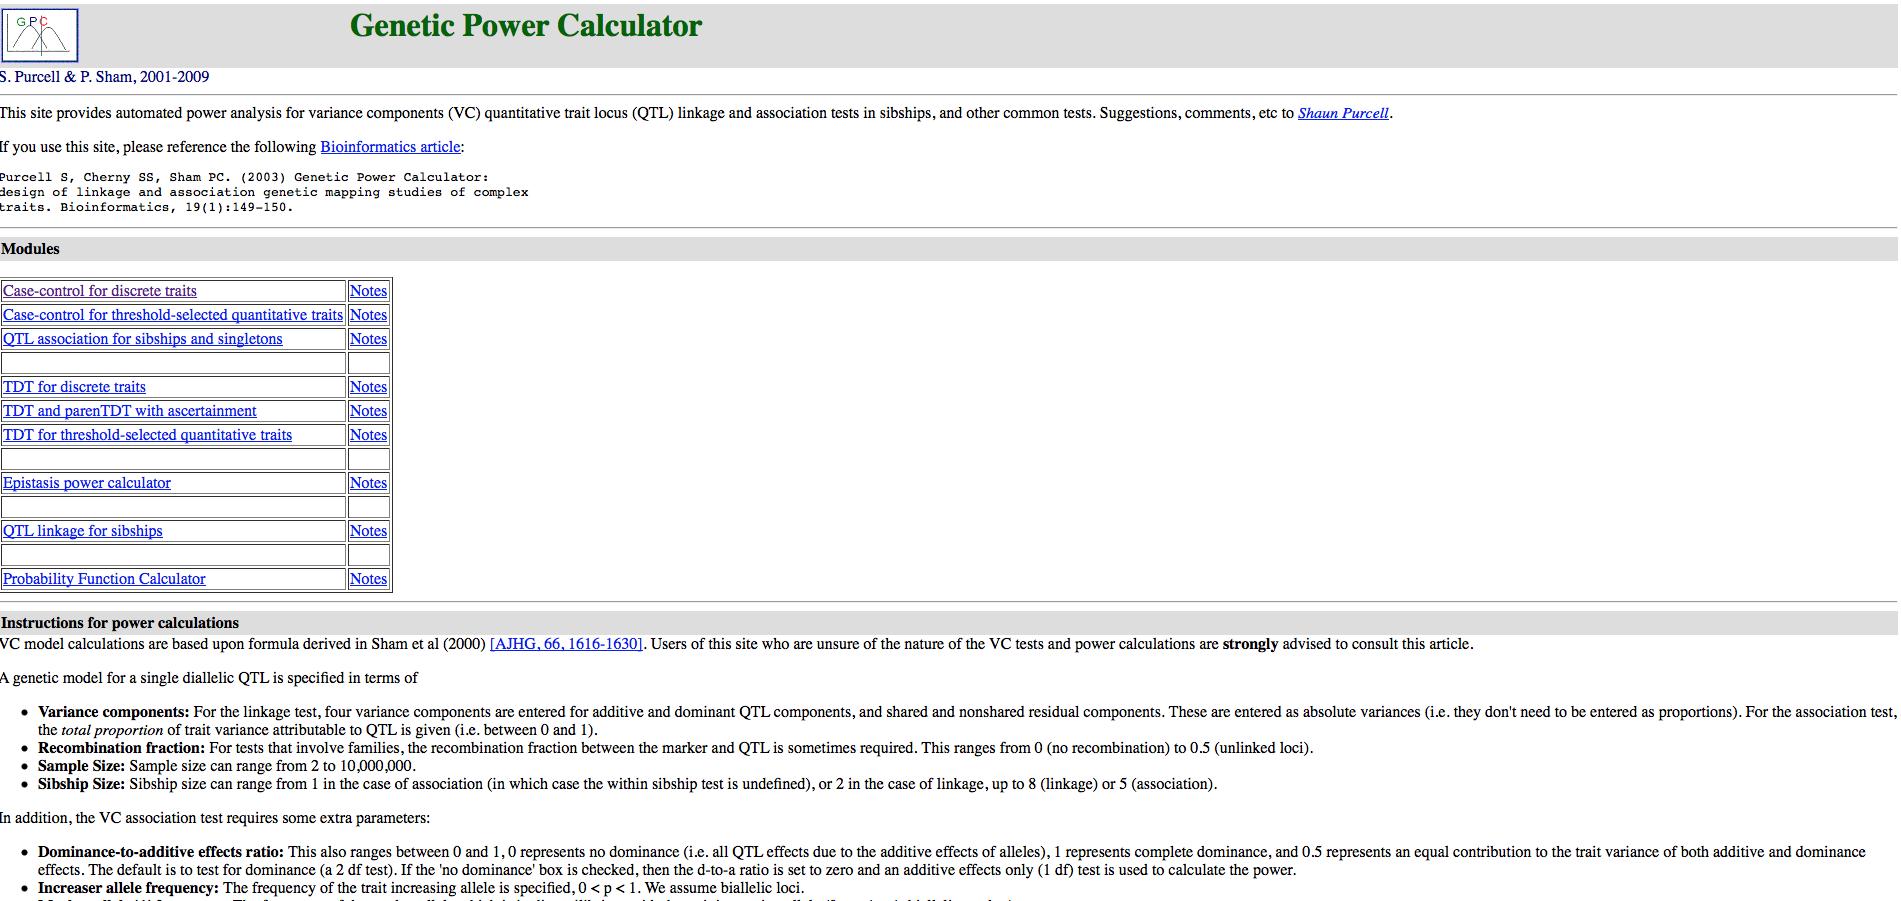 GPC
Genetic Power Calculator
S. Purcell & P. Sham, 2001-2009
This site provides automated power analysis for variance components (VC) quantitative trait locus (QTL) linkage and association tests in sibships, and other common tests. Suggestions, comments, etc to Shaun Purcell.
If you use this site, please reference the following Bioinformatics article:
Purcell S, Cherny SS, Sham PC. (2003) Genetic Power Calculator:
design of linkage and association genetic mapping studies of complex
traits. Bioinformatics, 19(1):149-150.
Modules
Case-control for discrete traits Notes
Case-control for threshold-selected quantitative traits Notes
QTL association for sibships and singletons Notes
TDT for discrete traits Notes
TDT and parenTDT with ascertainment Notes
TDT for threshold-selected quantitative traits Notes
Epistasis power calculator Notes
QTL linkage for sibships Notes
Probability Function Calculator Notes
Instructions for power calculations
VC model calculations are based upon formula derived in Sham et al (2000) [AJHG, 66, 1616-1630]. Users of this site who are unsure of the nature of the VC tests and power calculations are strongly advised to consult this article.
A genetic model for a single diallelic QTL is specified in terms of
• Variance components: For the linkage test, four variance components are entered for additive and dominant QTL components, and shared and nonshared residual components. These are entered as absolute variances (i.e. they don't need to be entered as proportions). For the association test,
the total proportion of trait variance attributable to QTL is given (i.e. between 0 and 1).
• Recombination fraction: For tests that involve families, the recombination fraction between the marker and QTL is sometimes required. This ranges from 0 (no recombination) to 0.5 (unlinked loci).
• Sample Size: Sample size can range from 2 to 10,000,000.
• Sibship Size: Sibship size can range from 1 in the case of association (in which case the within sibship test is undefined), or 2 in the case of linkage, up to 8 (linkage) or 5 (association).
In addition, the VC association test requires some extra parameters:
• Dominance-to-additive effects ratio: This also ranges between 0 and 1, 0 represents no dominance (i.e. all QTL effects due to the additive effects of alleles), 1 represents complete dominance, and 0.5 represents an equal contribution to the trait variance of both additive and dominance
effects. The default is to test for dominance (a 2 df test). If the 'no dominance' box is checked, then the d-to-a ratio is set to zero and an additive effects only (1 df) test is used to calculate the power.
• Increaser allele frequency: The frequency of the trait increasing allele is specified, 0 < p < 1. We assume biallelic loci.